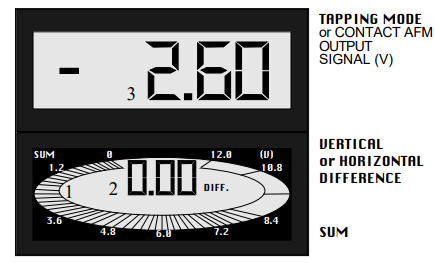 TAPPING MODE
or CONTACT AFM
OUTPUT
SIGNAL (V)
- 2.60
3
VERTICAL
or HORIZONTAL
DIFFERENCE
SUM 0 12.0 (V)
1.2 10.8
1 2 0.00 DIFF.
3.6 8.4
4.8 6.0 7.2
SUM